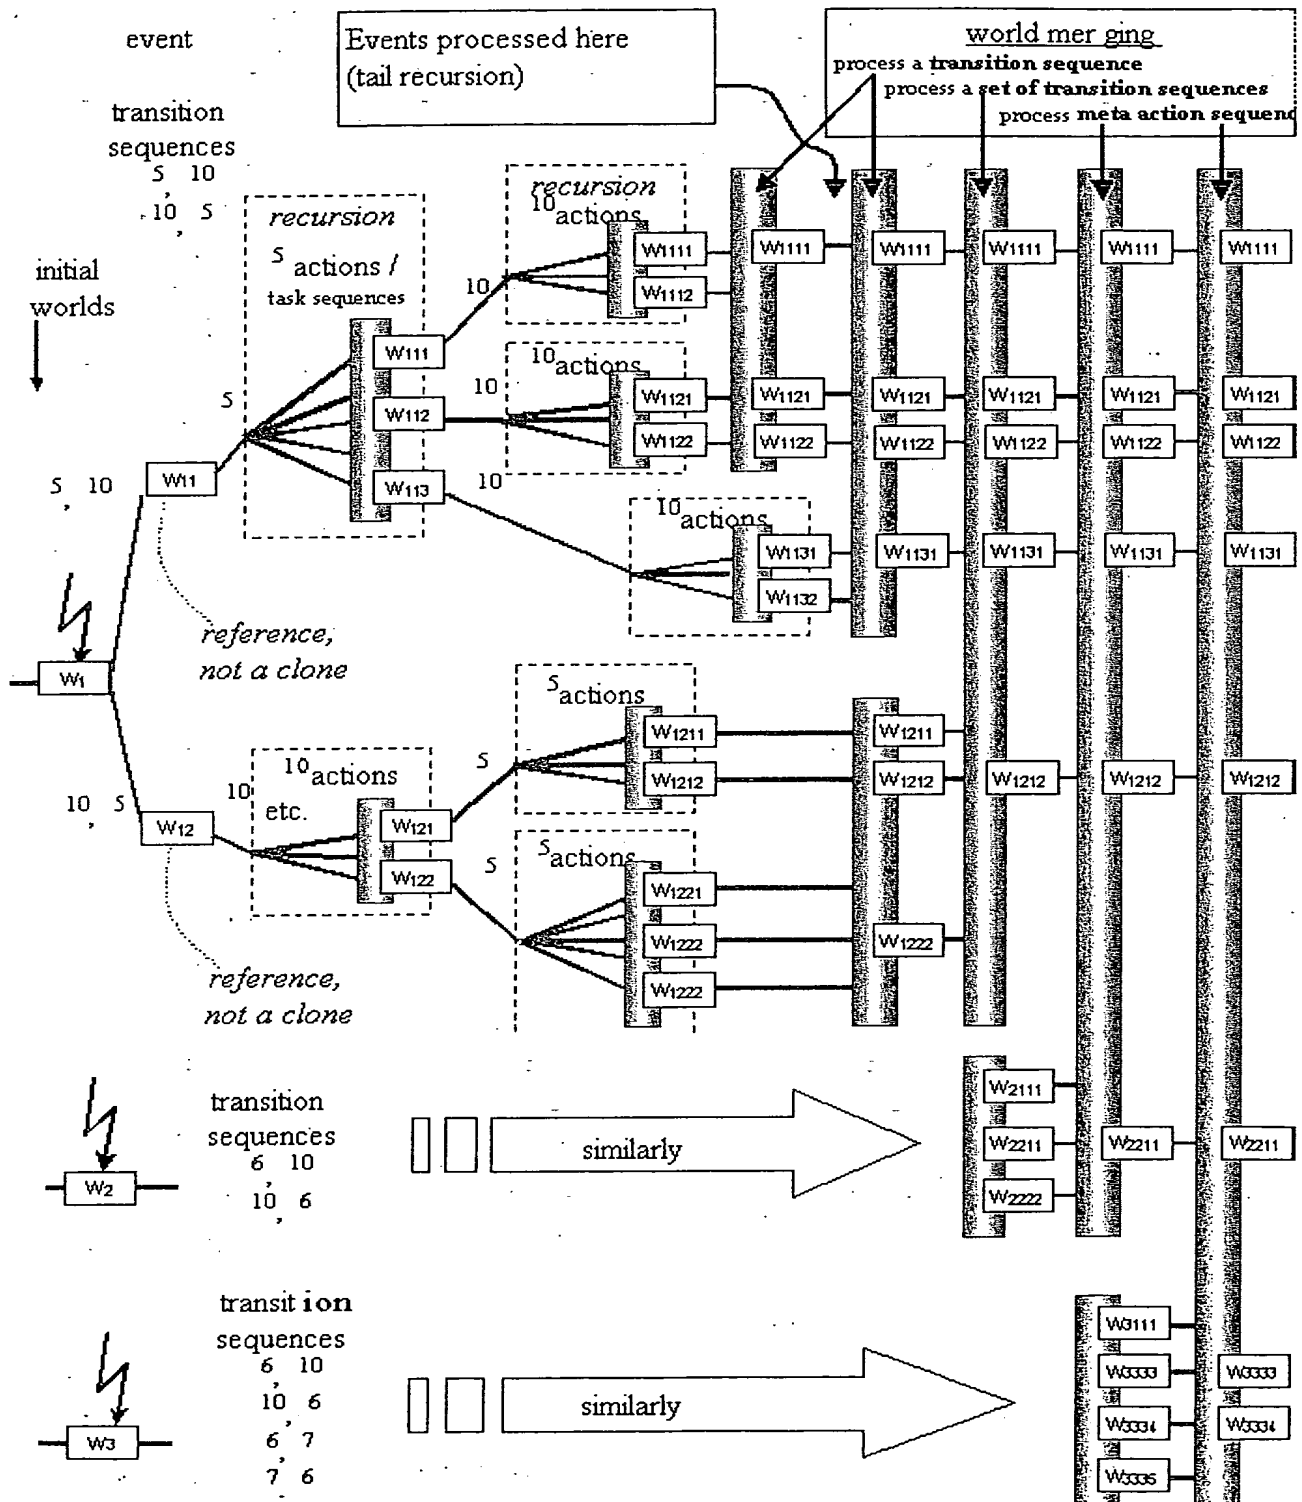 event
Events processed here
(tail recursion)
world mer ging
process a transition sequence
process a set of transition sequences
process meta action sequenc
transition
sequences
5, 10
10, 5
initial
worlds
recursion
5 actions /
task sequences
recursion
10 actions
W1111
W1112
10
W111
W112
W113
10 actions
10
W1121
W1122
5
10
10 actions
W1131
W1132
W1111
W1111
W1111
W1111
W1111
W1121
W1121
W1121
W1121
W1121
W1122
W1122
W1122
W1122
W1122
W1131
W1131
W1131
W1131
5, 10
W11
reference,
not a clone
W1
5 actions
W1211
W1212
5
W1211
W1212
W1212
W1212
W1212
10, 5
W12
10
10 actions
etc.
W121
W122
5
5 actions
W1221
W1222
W1222
W1222
reference,
not a clone
W2
transition
sequences
6, 10
10, 6
similarly
W2111
W2211
W2222
W2211
W2211
W3
transition
sequences
6, 10
10, 6
6, 7
7, 6
similarly
W3111
W3333
W3334
W3335
W3333
W3334